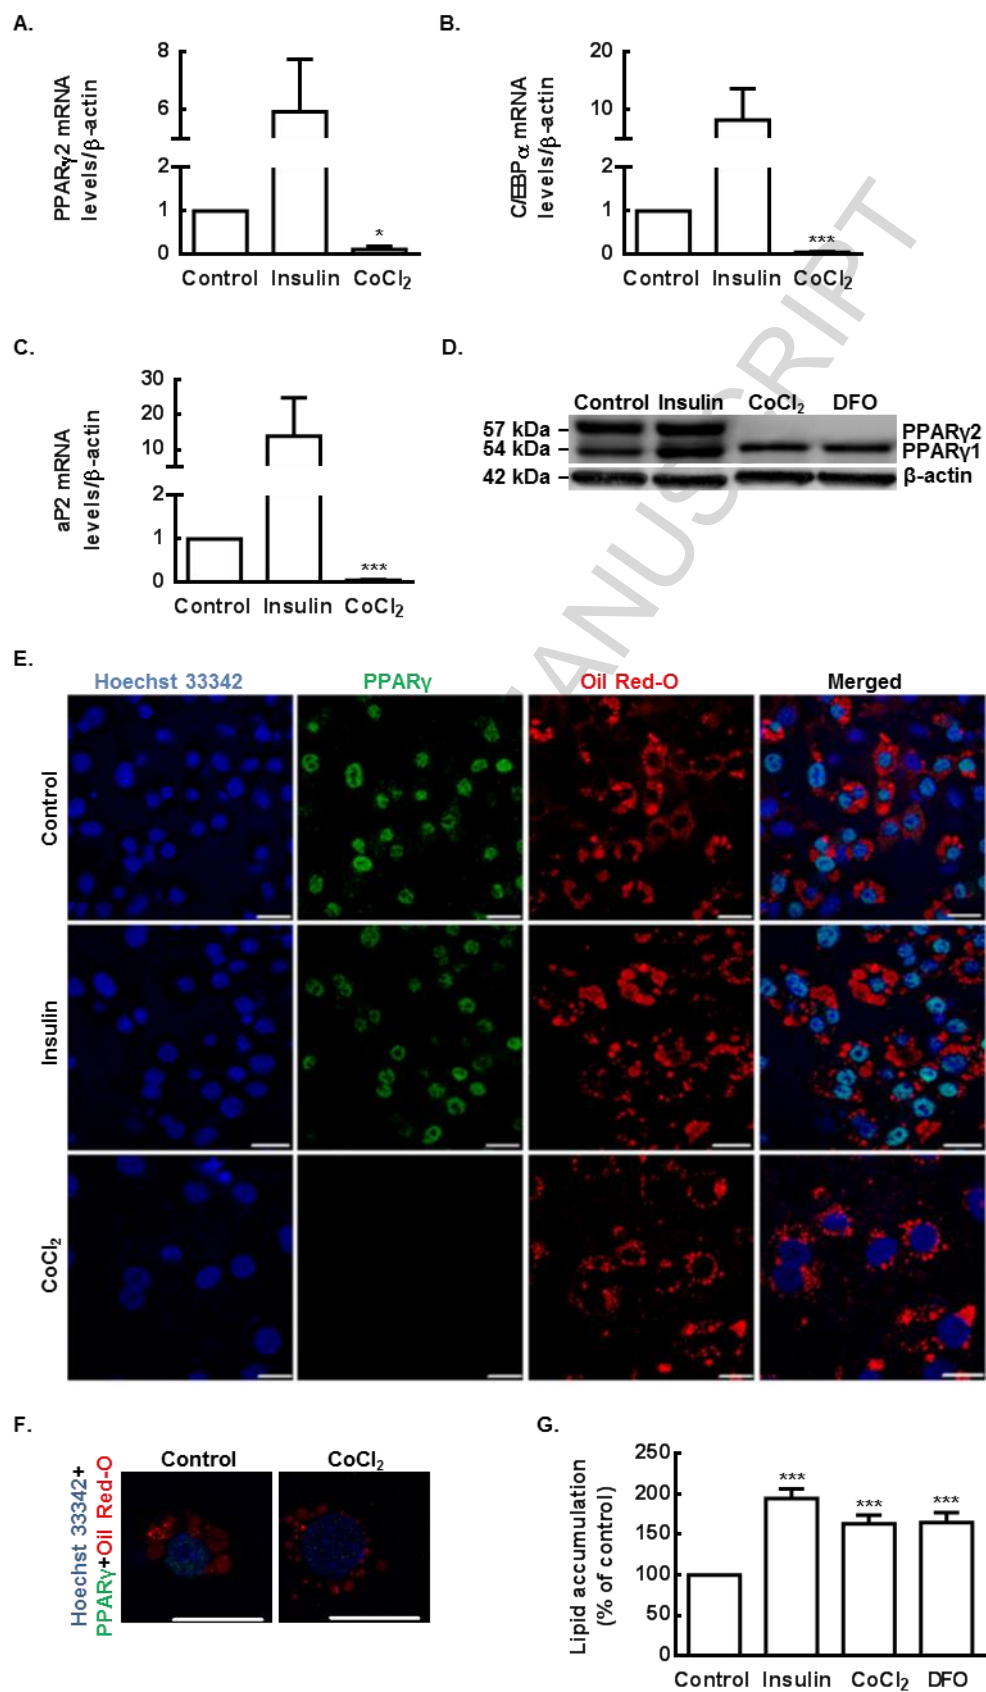 A.
8
6
2
1
0
PPARγ2 mRNA
levels/β-actin
*
Control Insulin CoCl₂
B.
20
10
2
1
0
C/EBPα mRNA
levels/β-actin
***
Control Insulin CoCl₂
C.
30
20
10
2
1
0
aP2 mRNA
levels/β-actin
***
Control Insulin CoCl₂
D.
Control Insulin CoCl₂ DFO
57 kDa
54 kDa
42 kDa
PPARγ2
PPARγ1
β-actin
ANUSCRIPT
E.
Hoechst 33342 PPARγ Oil Red-O Merged
Control
Insulin
CoCl₂
F.
Control CoCl₂
Hoechst 33342+
PPARγ+Oil Red-O
G.
250
200
150
100
50
0
Lipid accumulation
(% of control)
*** *** ***
Control Insulin CoCl₂ DFO